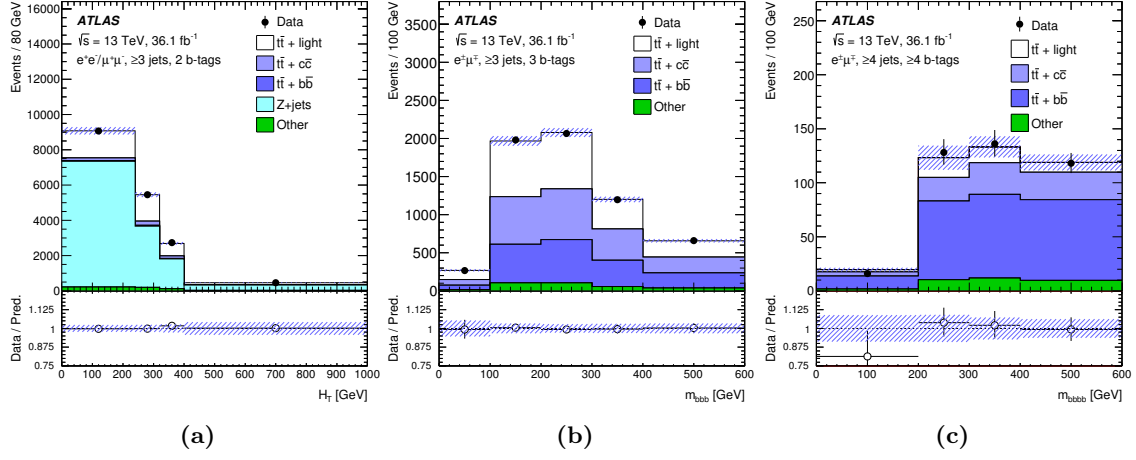 Events / 80 GeV
16000
14000
12000
10000
8000
6000
4000
2000
0
ATLAS
√s = 13 TeV, 36.1 fb⁻¹
e⁺e⁻/μ⁺μ⁻, ≥3 jets, 2 b-tags
Data
tt̄ + light
tt̄ + cc̄
tt̄ + bb̄
Z+jets
Other
Data / Pred.
1.125
1
0.875
0.75
0 100 200 300 400 500 600 700 800 900 1000
H_T [GeV]
(a)
Events / 100 GeV
3500
3000
2500
2000
1500
1000
500
0
ATLAS
√s = 13 TeV, 36.1 fb⁻¹
e±μ∓, ≥3 jets, 3 b-tags
Data
tt̄ + light
tt̄ + cc̄
tt̄ + bb̄
Other
Data / Pred.
1.125
1
0.875
0.75
0 100 200 300 400 500 600
m_bbb [GeV]
(b)
Events / 100 GeV
250
200
150
100
50
0
ATLAS
√s = 13 TeV, 36.1 fb⁻¹
e±μ∓, ≥4 jets, ≥4 b-tags
Data
tt̄ + light
tt̄ + cc̄
tt̄ + bb̄
Other
Data / Pred.
1.125
1
0.875
0.75
0 100 200 300 400 500 600
m_bbbb [GeV]
(c)